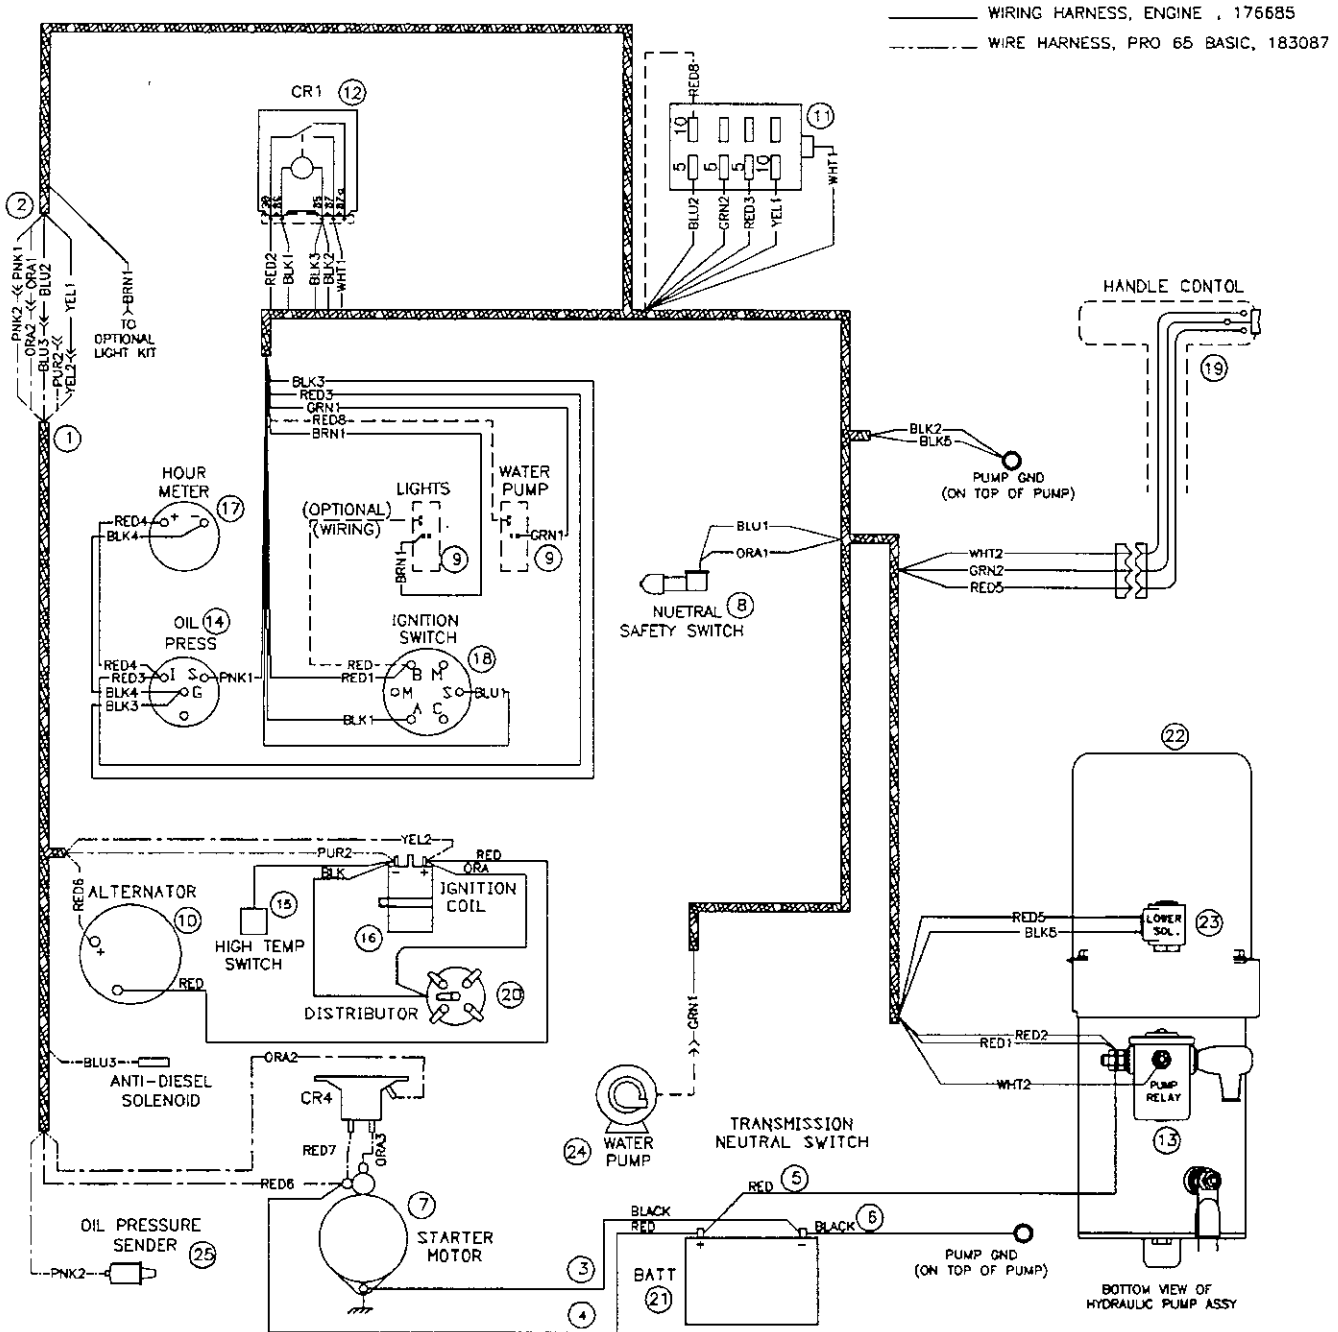 WIRING HARNESS, ENGINE , 176685
WIRE HARNESS, PRO 65 BASIC, 183087
CR1
12
RED8
10
11
5
5
5
10
WHT1
BLU2
GRN2
RED3
YEL1
30
86
85
87
87a
RED2
BLK1
BLK3
BLK2
WHT1
2
PNK1
ORA1
BLU2
YEL1
BRN1
PNK2
ORA2
BLU3
PUR2
YEL2
TO
OPTIONAL
LIGHT KIT
1
HANDLE CONTOL
19
BLK3
RED3
GRN1
RED8
BRN1
BLK2
BLK5
PUMP GND
(ON TOP OF PUMP)
HOUR
METER
17
RED4
+ -
BLK4
LIGHTS
WATER
PUMP
(OPTIONAL)
(WIRING)
GRN1
BRN1
9
9
BLU1
ORA1
NUETRAL
SAFETY SWITCH
8
WHT2
GRN2
RED5
OIL
PRESS
14
IGNITION
SWITCH
18
RED4
RED3
I S
PNK1
BLK4
G
BLK3
RED
RED1
B M
M S
BLU1
BLK1
A C
22
YEL2
PUR2
BLK
RED
ORA
- +
IGNITION
COIL
16
15
HIGH TEMP
SWITCH
RED6
ALTERNATOR
10
+
RED
DISTRIBUTOR
20
RED5
BLK5
LOWER
SOL.
23
GRN1
RED2
RED1
WHT2
PUMP
RELAY
13
BLU3
ANTI-DIESEL
SOLENOID
ORA2
CR4
RED7
ORA3
RED6
24
WATER
PUMP
TRANSMISSION
NEUTRAL SWITCH
RED
5
7
STARTER
MOTOR
BLACK
RED
BLACK
6
+ -
BATT
21
3
4
PUMP GND
(ON TOP OF PUMP)
OIL PRESSURE
SENDER
25
PNK2
BOTTOM VIEW OF
HYDRAULIC PUMP ASSY